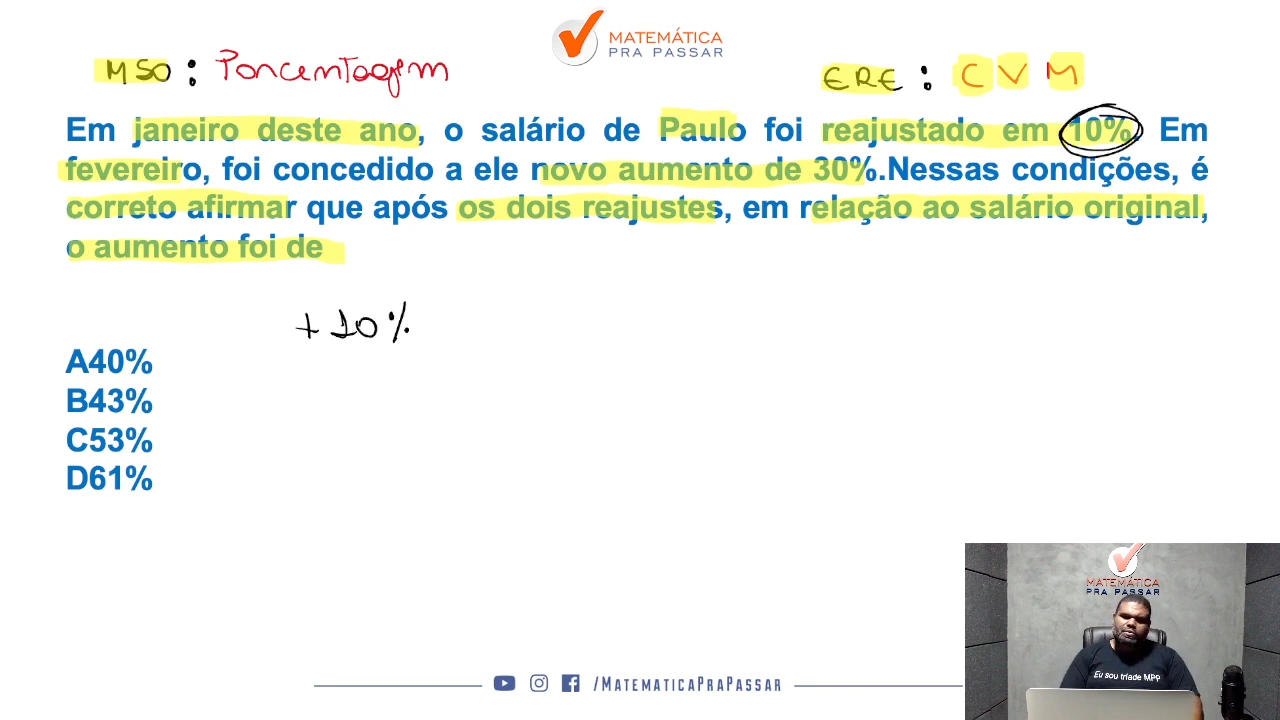 MATEMÁTICA
PRA PASSAR
MSO : Porcentagem
ERE : CVM
Em janeiro deste ano, o salário de Paulo foi reajustado em 10%. Em
fevereiro, foi concedido a ele novo aumento de 30%.Nessas condições, é
correto afirmar que após os dois reajustes, em relação ao salário original,
o aumento foi de
+10%
A40%
B43%
C53%
D61%
MATEMÁTICA
PRA PASSAR
Eu sou tríade MPP
/MATEMATICAPRAPASSAR